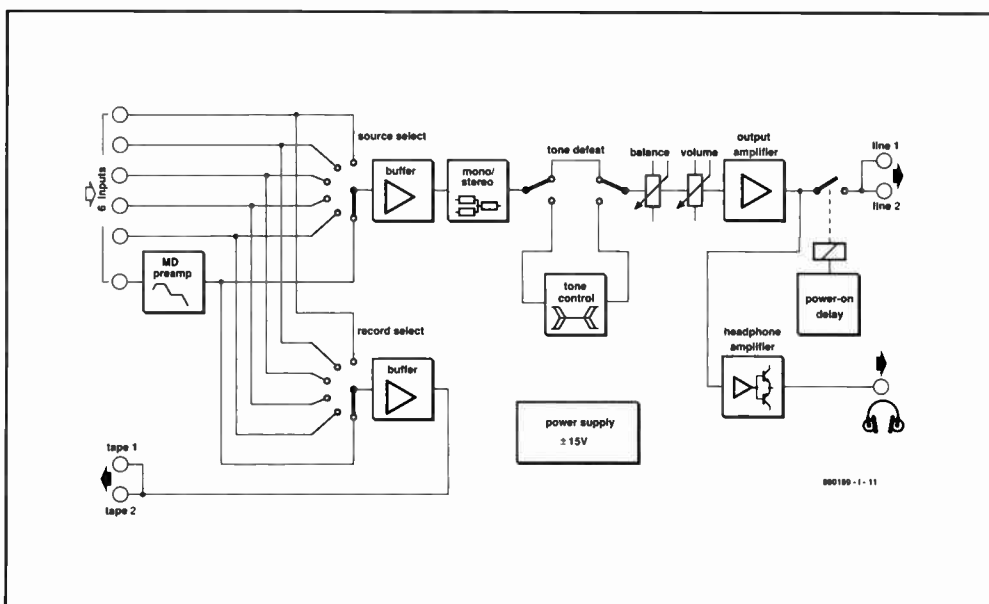 6 inputs
source select
buffer
mono/
stereo
tone defeat
balance
volume
output
amplifier
line 1
line 2
MD
preamp
tone
control
power-on
delay
record select
buffer
headphone
amplifier
power supply
± 15V
tape 1
tape 2